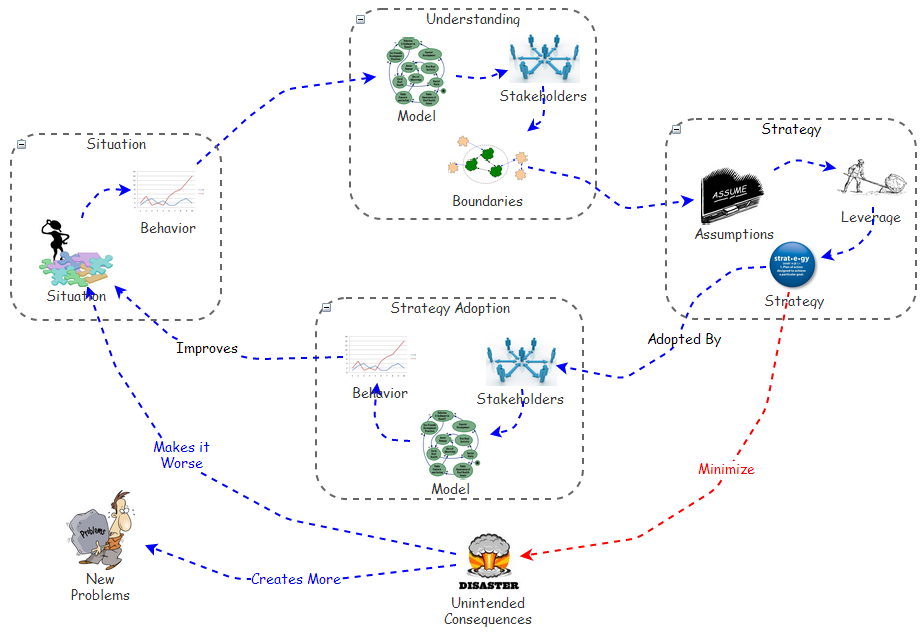 Understanding
Model
Stakeholders
Boundaries
Situation
Behavior
Situation
Strategy
ASSUME
Assumptions
Leverage
strat-e-gy
Strategy
Strategy Adoption
Behavior
Stakeholders
Model
Improves
Adopted By
Makes it
Worse
Minimize
Problems
New
Problems
Creates More
DISASTER
Unintended
Consequences